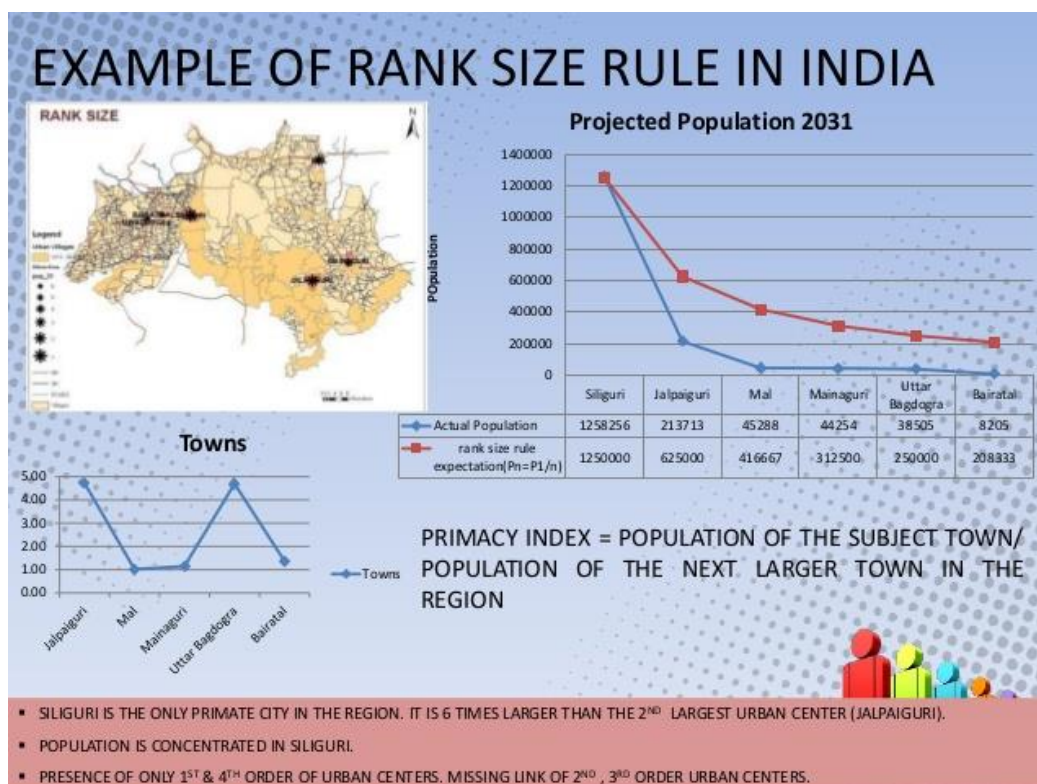 EXAMPLE OF RANK SIZE RULE IN INDIA
RANK SIZE
N
Legend
Projected Population 2031
POpulation
1400000
1200000
1000000
800000
600000
400000
200000
0
Siliguri Jalpaiguri Mal Mainaguri Uttar Bagdogra Bairatal
Actual Population 1258256 213713 45288 44254 38505 8205
rank size rule
expectation(Pn=P1/n) 1250000 625000 416667 312500 250000 208333
Towns
5.00
4.00
3.00
2.00
1.00
0.00
Jalpaiguri
Mal
Mainaguri
Uttar Bagdogra
Bairatal
Towns
PRIMACY INDEX = POPULATION OF THE SUBJECT TOWN/
POPULATION OF THE NEXT LARGER TOWN IN THE
REGION
▪ SILIGURI IS THE ONLY PRIMATE CITY IN THE REGION. IT IS 6 TIMES LARGER THAN THE 2ND LARGEST URBAN CENTER (JALPAIGURI).
▪ POPULATION IS CONCENTRATED IN SILIGURI.
▪ PRESENCE OF ONLY 1ST & 4TH ORDER OF URBAN CENTERS. MISSING LINK OF 2ND , 3RD ORDER URBAN CENTERS.